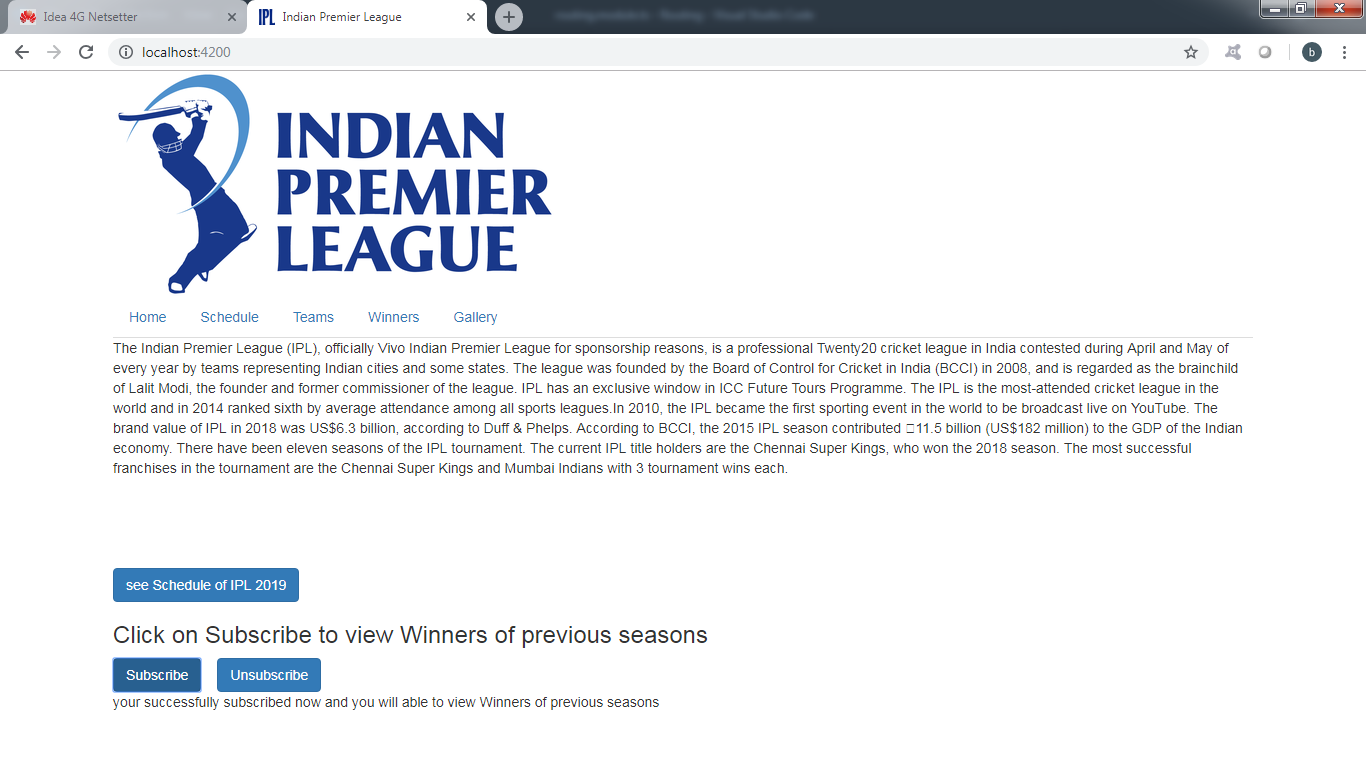 Idea 4G Netsetter
IPL Indian Premier League
localhost:4200
b
INDIAN
PREMIER
LEAGUE
Home Schedule Teams Winners Gallery
The Indian Premier League (IPL), officially Vivo Indian Premier League for sponsorship reasons, is a professional Twenty20 cricket league in India contested during April and May of
every year by teams representing Indian cities and some states. The league was founded by the Board of Control for Cricket in India (BCCI) in 2008, and is regarded as the brainchild
of Lalit Modi, the founder and former commissioner of the league. IPL has an exclusive window in ICC Future Tours Programme. The IPL is the most-attended cricket league in the
world and in 2014 ranked sixth by average attendance among all sports leagues.In 2010, the IPL became the first sporting event in the world to be broadcast live on YouTube. The
brand value of IPL in 2018 was US$6.3 billion, according to Duff & Phelps. According to BCCI, the 2015 IPL season contributed □11.5 billion (US$182 million) to the GDP of the Indian
economy. There have been eleven seasons of the IPL tournament. The current IPL title holders are the Chennai Super Kings, who won the 2018 season. The most successful
franchises in the tournament are the Chennai Super Kings and Mumbai Indians with 3 tournament wins each.
see Schedule of IPL 2019
Click on Subscribe to view Winners of previous seasons
Subscribe Unsubscribe
your successfully subscribed now and you will able to view Winners of previous seasons